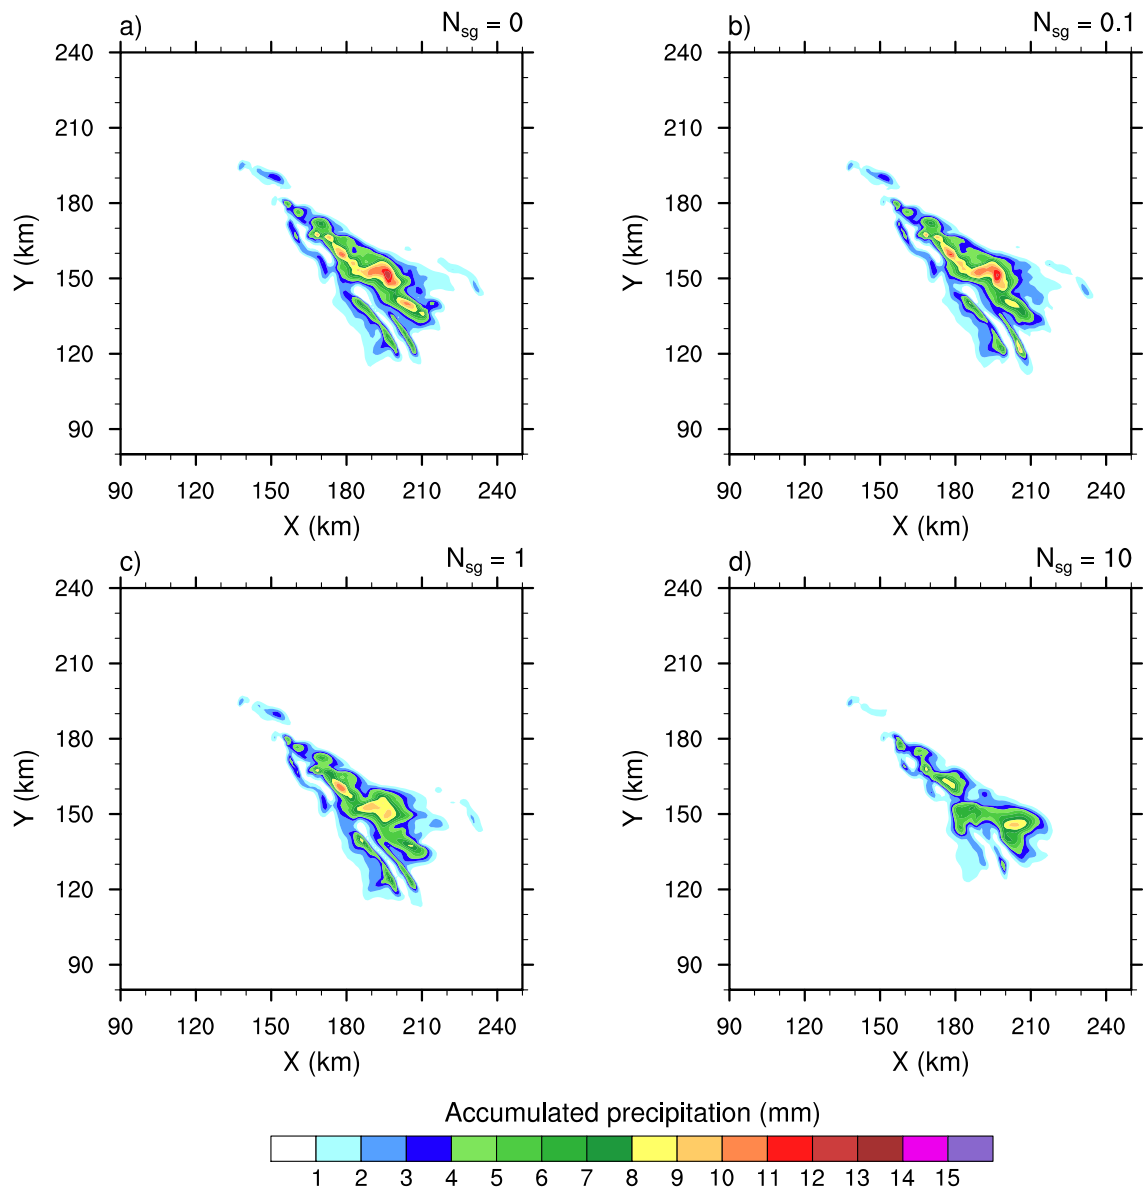 a) N_sg = 0
b) N_sg = 0.1
240 240
210 210
180 180
Y (km) Y (km)
150 150
120 120
90 90
90 120 150 180 210 240 90 120 150 180 210 240
X (km) X (km)
c) N_sg = 1
d) N_sg = 10
240 240
210 210
180 180
Y (km) Y (km)
150 150
120 120
90 90
90 120 150 180 210 240 90 120 150 180 210 240
X (km) X (km)
Accumulated precipitation (mm)
1 2 3 4 5 6 7 8 9 10 11 12 13 14 15